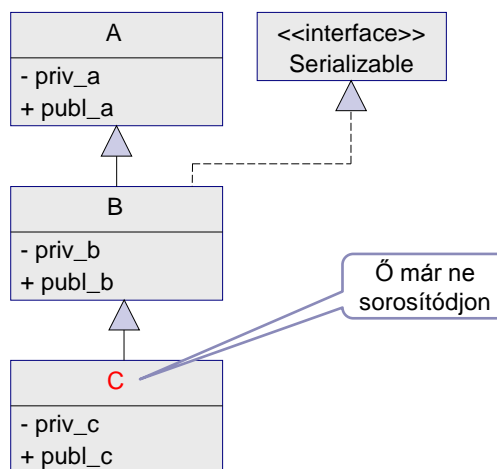 A
- priv_a
+ publ_a
<<interface>>
Serializable
B
- priv_b
+ publ_b
Ő már ne
sorosítódjon
C
- priv_c
+ publ_c